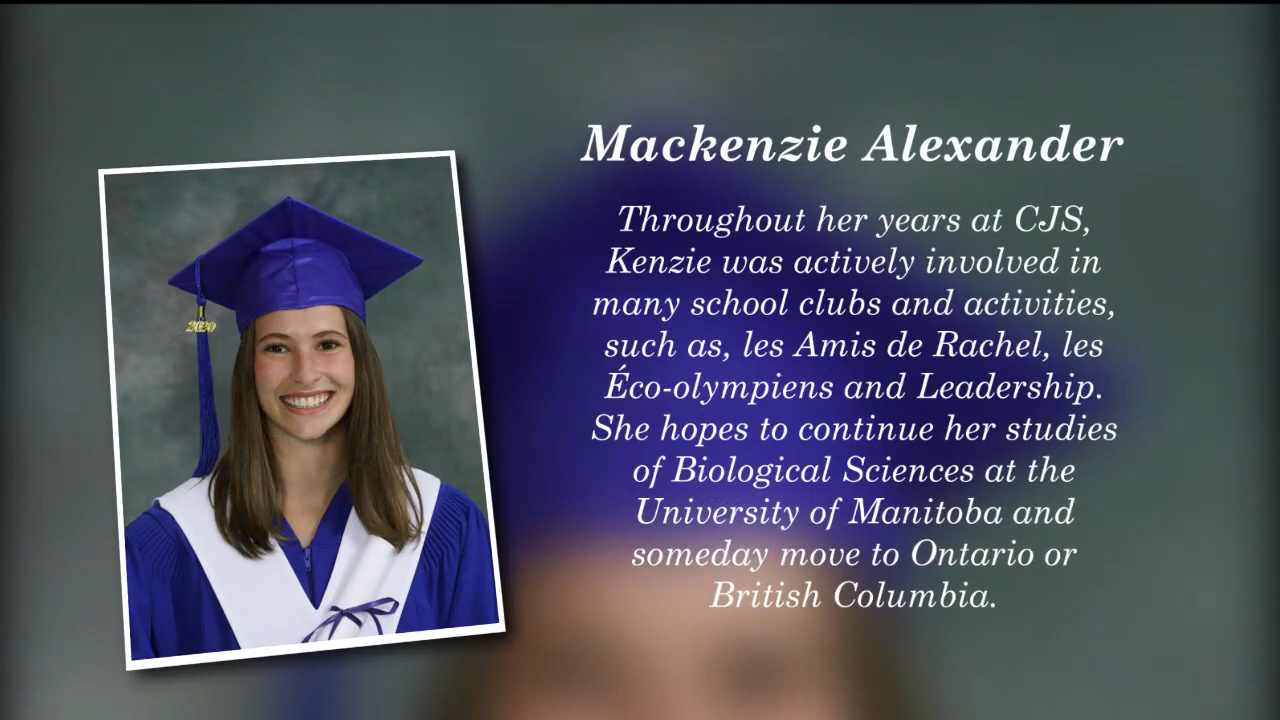 Mackenzie Alexander
Throughout her years at CJS,
Kenzie was actively involved in
many school clubs and activities,
such as, les Amis de Rachel, les
Éco-olympiens and Leadership.
She hopes to continue her studies
of Biological Sciences at the
University of Manitoba and
someday move to Ontario or
British Columbia.
2020